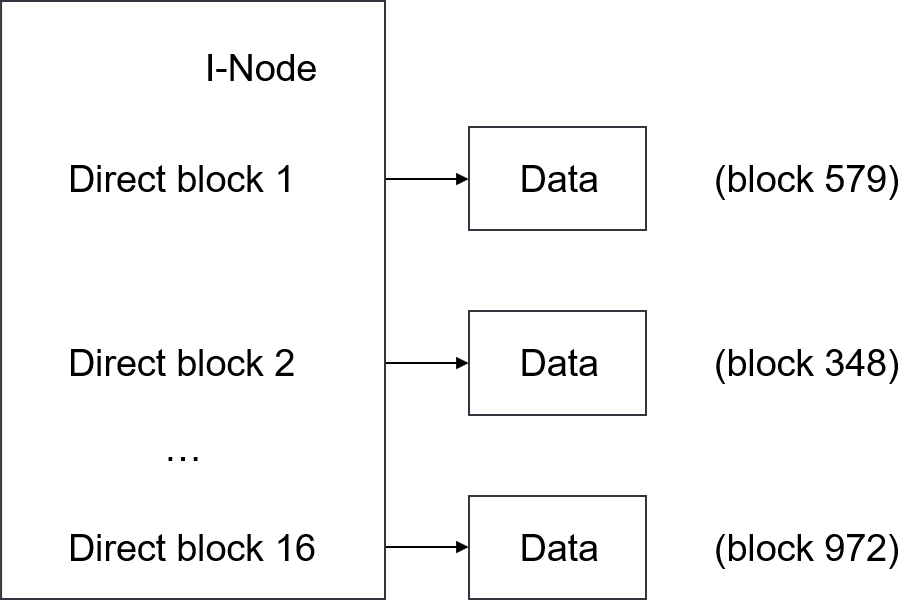 I-Node
Direct block 1 Data (block 579)
Direct block 2 Data (block 348)
…
Direct block 16 Data (block 972)